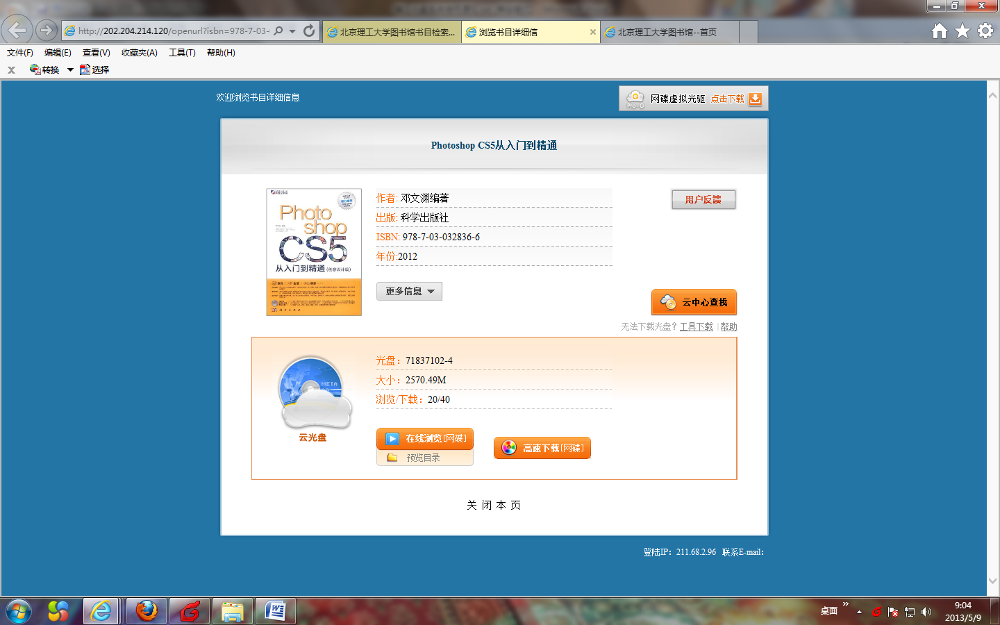 http://202.204.214.120/openurl?isbn=978-7-03-
北京理工大学图书馆书目检索...
浏览书目详细信
北京理工大学图书馆--首页
文件(F) 编辑(E) 查看(V) 收藏夹(A) 工具(T) 帮助(H)
转换 选择
欢迎浏览书目详细信息
网碟虚拟光驱 点击下载
Photoshop CS5从入门到精通
Photo
shop
CS5
从入门到精通
作者: 邓文渊编著
用户反馈
出版: 科学出版社
ISBN: 978-7-03-032836-6
年份:2012
更多信息
云中心查找
无法下载光盘? 工具下载 | 帮助
META
云光盘
光盘：71837102-4
大小：2570.49M
浏览/下载：20/40
在线浏览[网碟]
预览目录
高速下载[网碟]
关 闭 本 页
登陆IP：211.68.2.96 联系E-mail：
桌面
9:04
2013/5/9